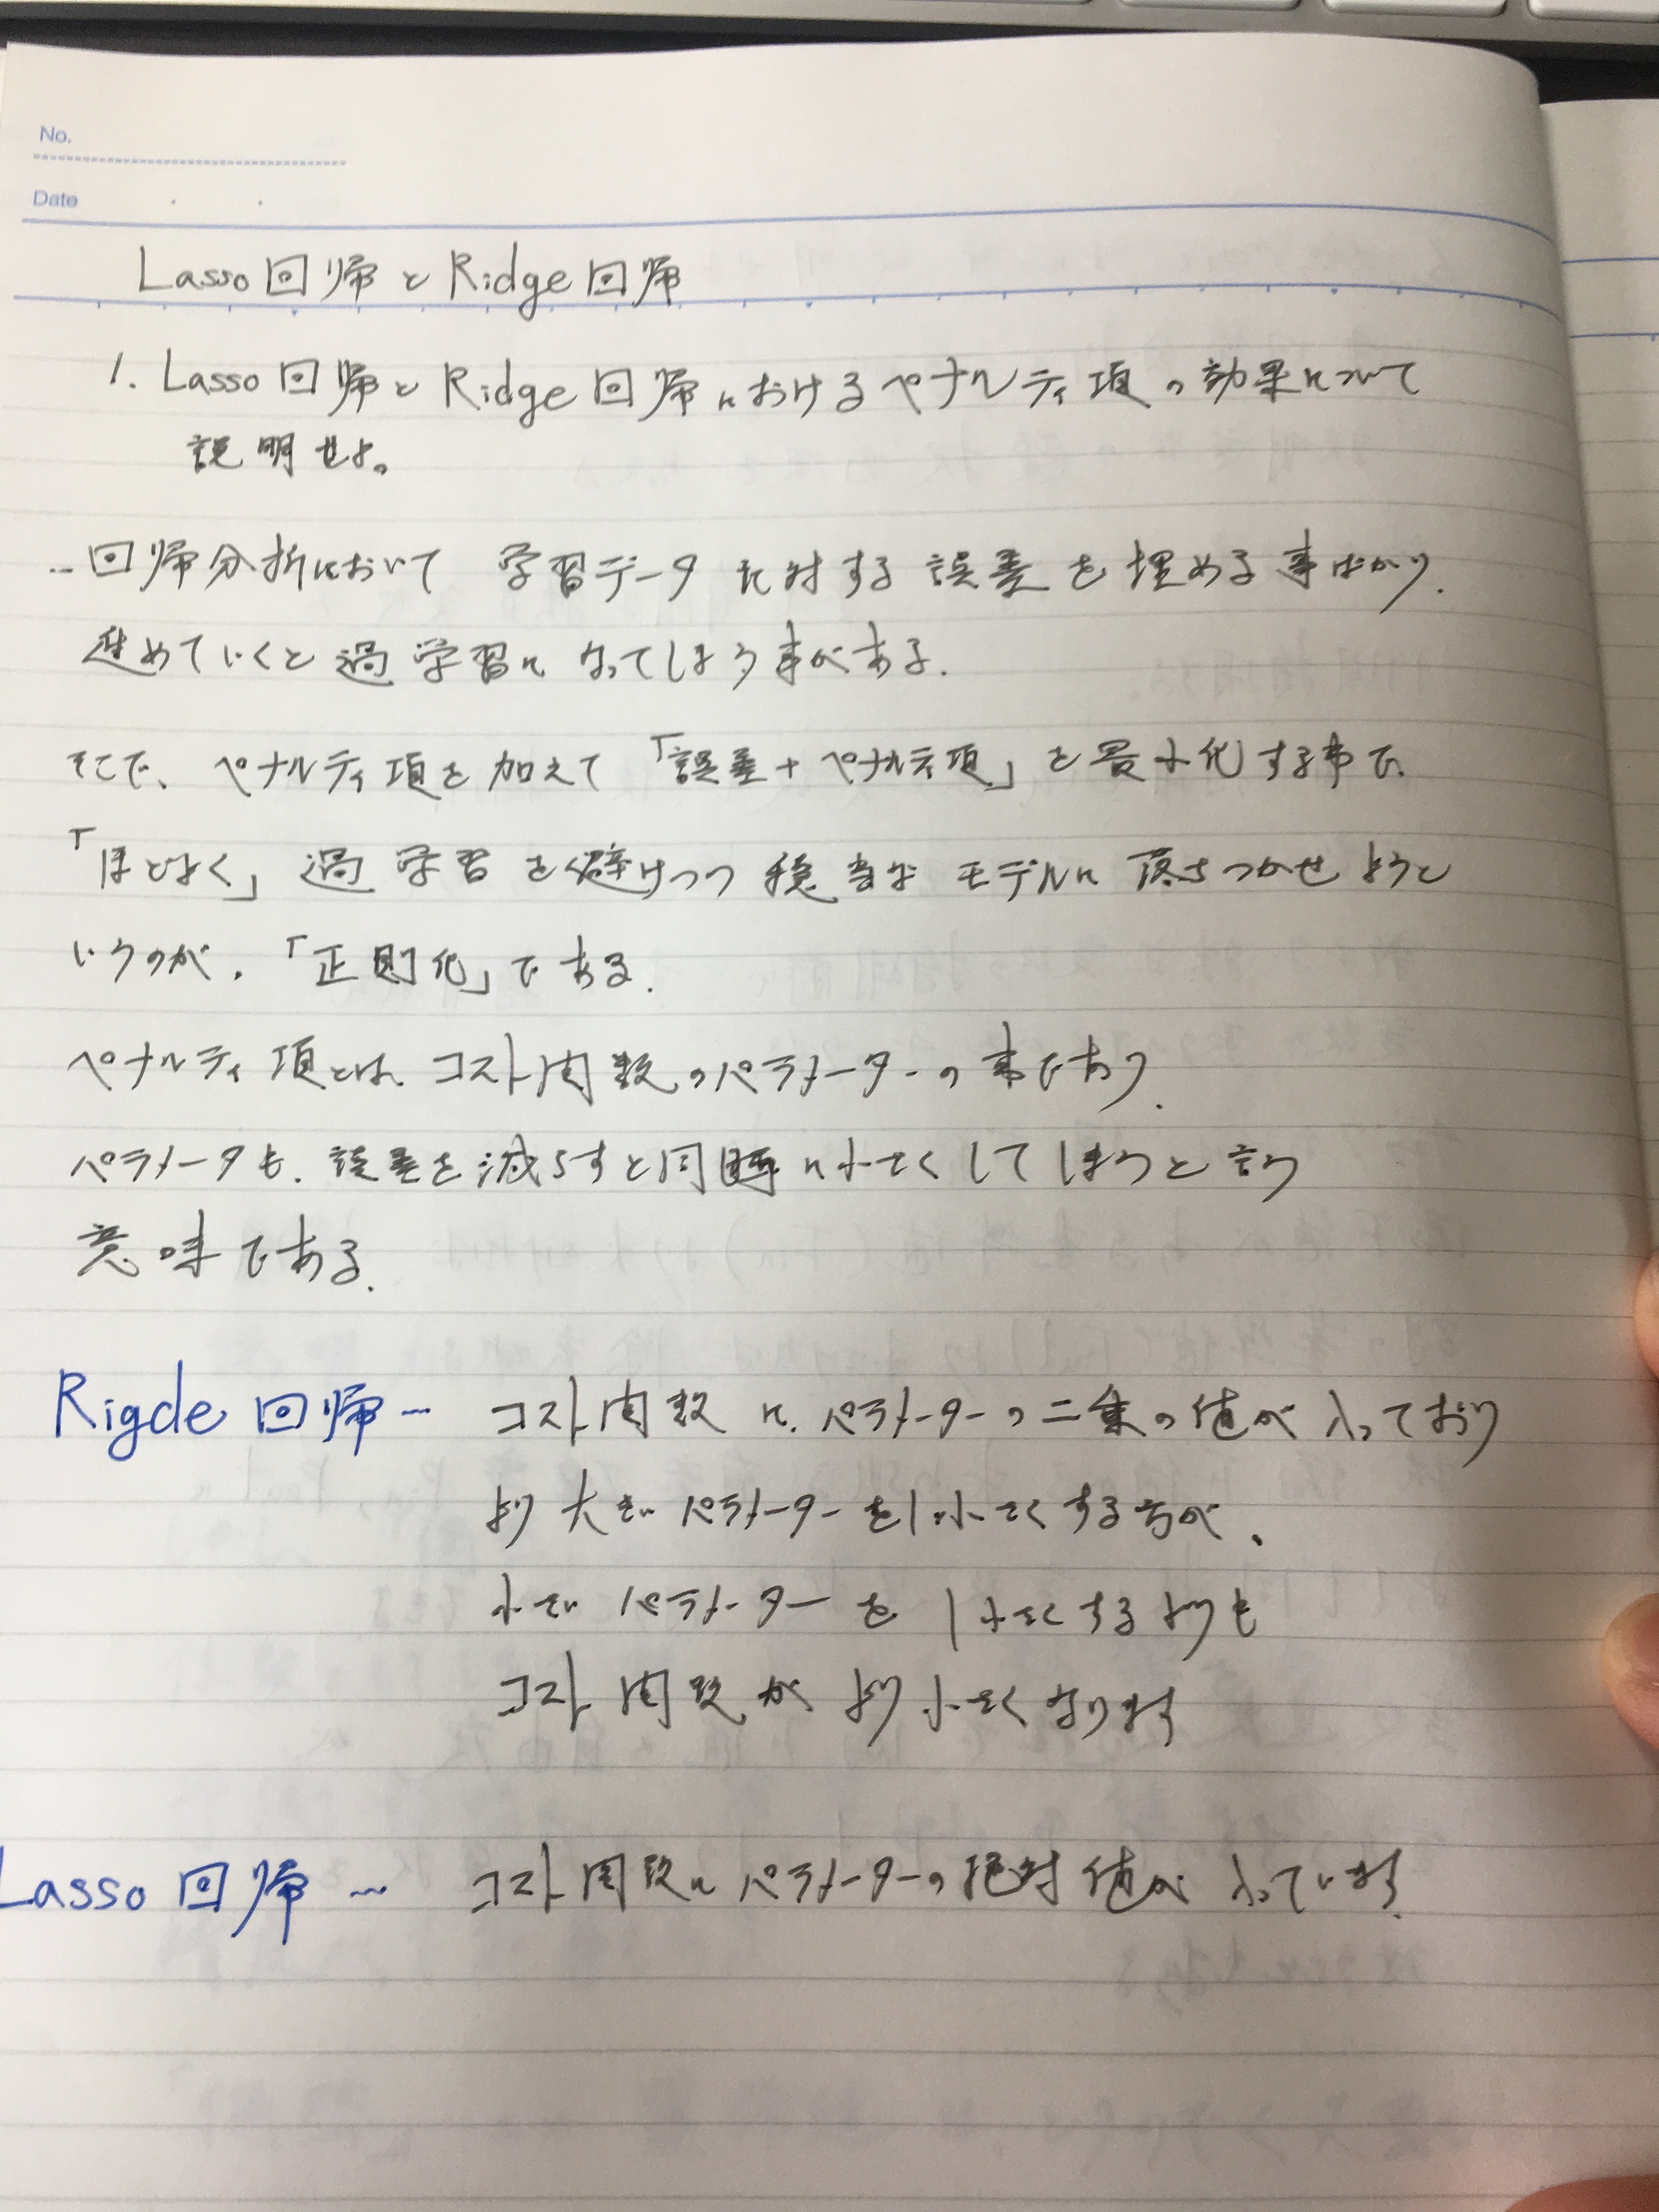 No.
Date
Lasso回帰とRidge回帰
1. Lasso回帰とRidge回帰におけるペナルティ項の効果について
説明せよ。
…回帰分析において 学習データに対する誤差を埋める事ばかり.
進めていくと過学習になってしまう事がある.
そこで、ペナルティ項を加えて「誤差+ペナルティ項」を最小化する事で、
「ほどよく」過学習を避けつつ穏当なモデルに落ちつかせようと
いうのが.「正則化」である.
ペナルティ項とは、コスト関数のパラメーターの事であり.
パラメータも.誤差を減らすと同時に小さくしてしまうと言う
意味である.
Rigde回帰… コスト関数に、パラメーターの二乗の値が入っており
より大きいパラメーターを1小さくする方が、
小さいパラメーターを1小さくするよりも
コスト関数がより小さくなります
Lasso回帰… コスト関数にパラメーターの絶対値が入っています.